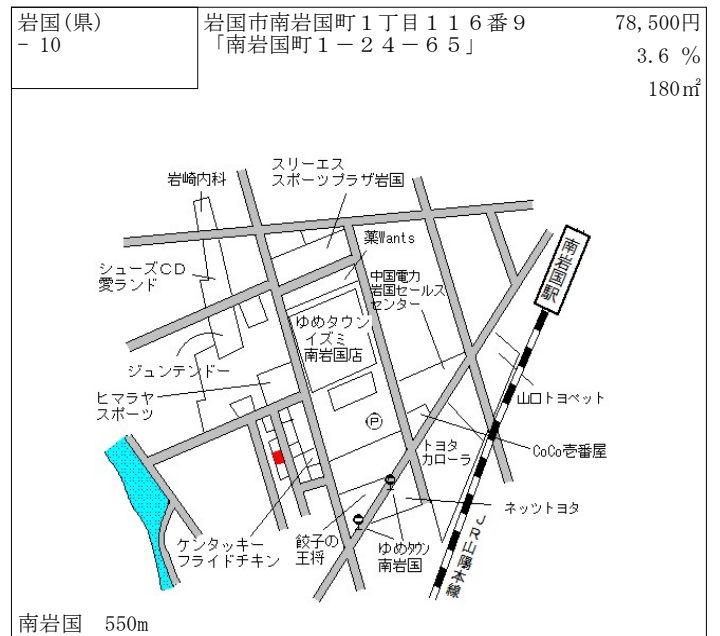 岩国(県)
- 10
岩国市南岩国町１丁目１１６番９
「南岩国町１－２４－６５」
78,500円
3.6 %
180㎡
スリーエス
スポーツプラザ岩国
岩崎内科
薬Wants
南岩国駅
シューズＣＤ
愛ランド
中国電力
岩国セールス
センター
ゆめタウン
イズミ
南岩国店
ジュンテンドー
ヒマラヤ
スポーツ
山口トヨペット
P
トヨタ
カローラ
CoCo壱番屋
ネッツトヨタ
ケンタッキー
フライドチキン
餃子の
王将
ゆめタウン
南岩国
ＪＲ山陽本線
南岩国　550m